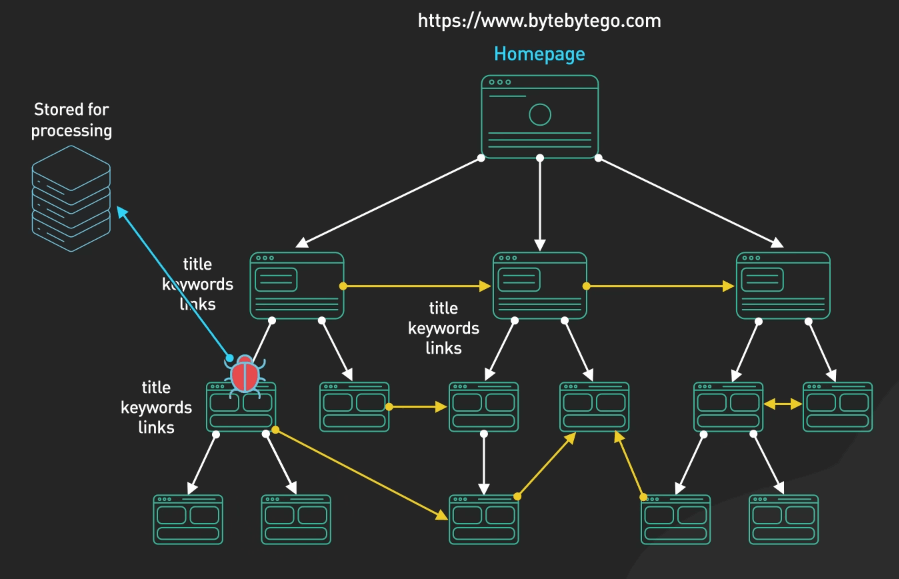 https://www.bytebytego.com
Homepage
Stored for
processing
title
keywords
links
title
keywords
links
title
keywords
links